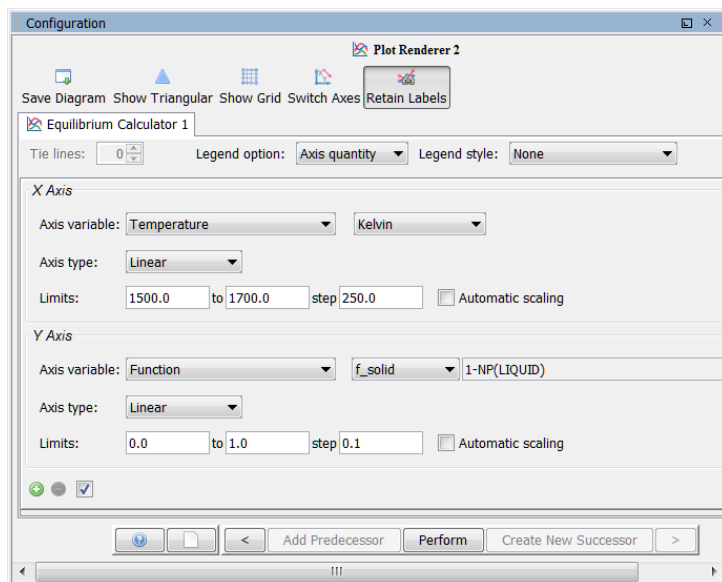 Configuration
Plot Renderer 2
Save Diagram Show Triangular Show Grid Switch Axes Retain Labels
Equilibrium Calculator 1
Tie lines: 0 Legend option: Axis quantity Legend style: None
X Axis
Axis variable: Temperature Kelvin
Axis type: Linear
Limits: 1500.0 to 1700.0 step 250.0 Automatic scaling
Y Axis
Axis variable: Function f_solid 1-NP(LIQUID)
Axis type: Linear
Limits: 0.0 to 1.0 step 0.1 Automatic scaling
< Add Predecessor Perform Create New Successor >